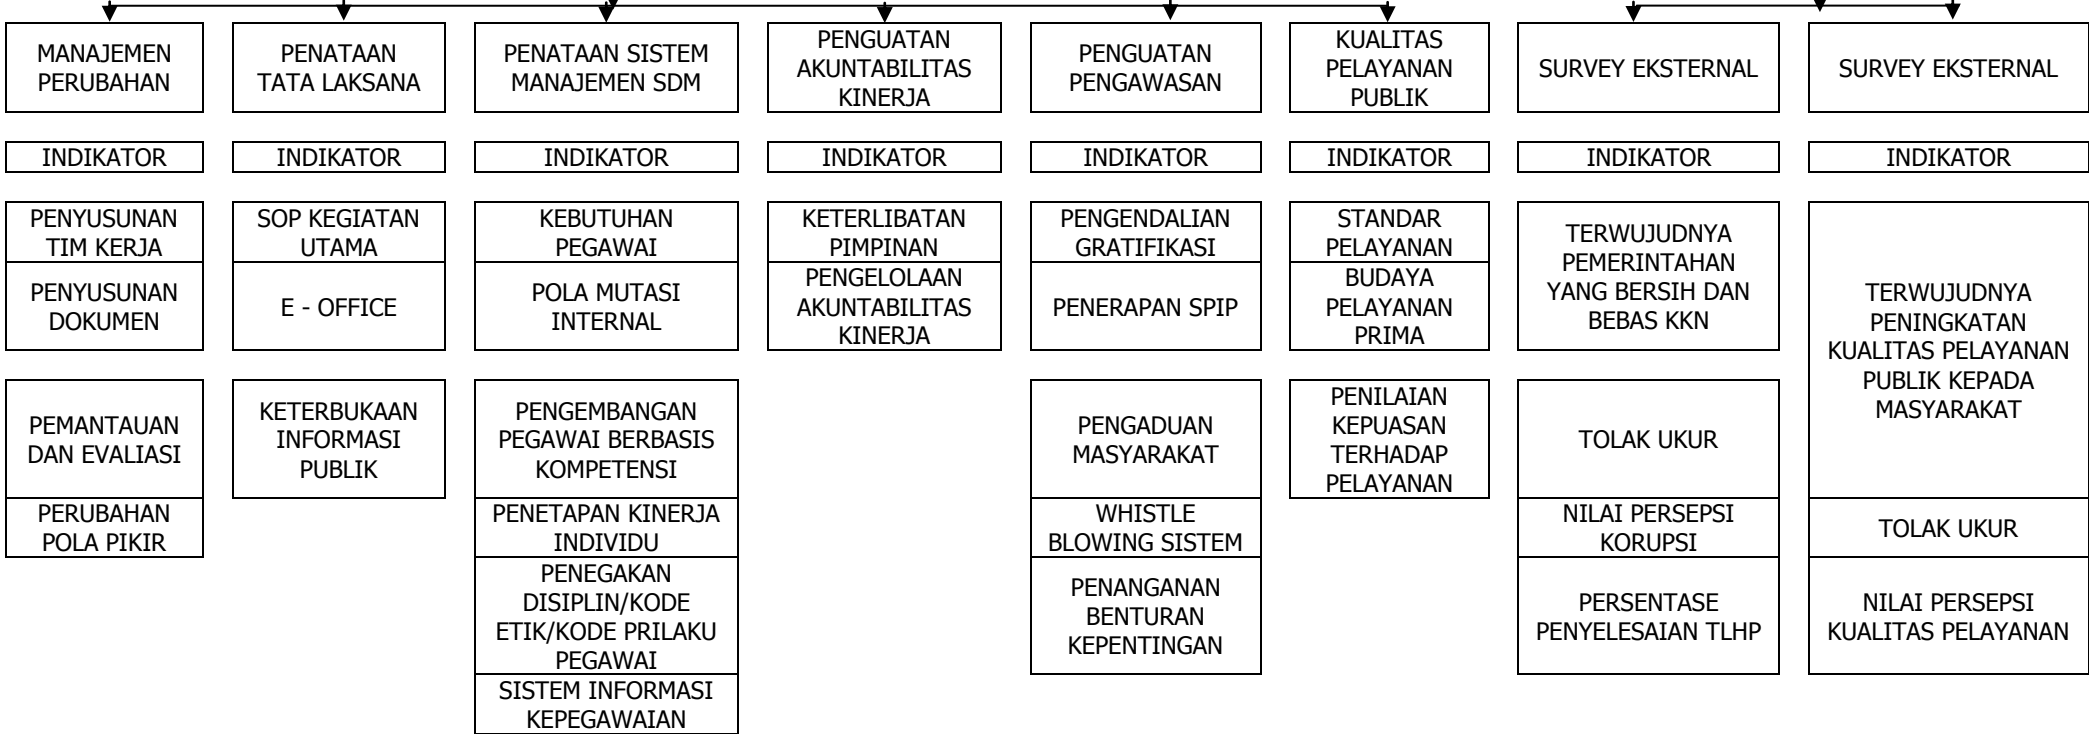 MANAJEMEN
PERUBAHAN
PENATAAN
TATA LAKSANA
PENATAAN SISTEM
MANAJEMEN SDM
PENGUATAN
AKUNTABILITAS
KINERJA
PENGUATAN
PENGAWASAN
KUALITAS
PELAYANAN
PUBLIK
SURVEY EKSTERNAL
SURVEY EKSTERNAL
INDIKATOR
INDIKATOR
INDIKATOR
INDIKATOR
INDIKATOR
INDIKATOR
INDIKATOR
INDIKATOR
PENYUSUNAN
TIM KERJA
SOP KEGIATAN
UTAMA
KEBUTUHAN
PEGAWAI
KETERLIBATAN
PIMPINAN
PENGENDALIAN
GRATIFIKASI
STANDAR
PELAYANAN
TERWUJUDNYA
PEMERINTAHAN
YANG BERSIH DAN
BEBAS KKN
TERWUJUDNYA
PENINGKATAN
KUALITAS PELAYANAN
PUBLIK KEPADA
MASYARAKAT
PENYUSUNAN
DOKUMEN
E - OFFICE
POLA MUTASI
INTERNAL
PENGELOLAAN
AKUNTABILITAS
KINERJA
PENERAPAN SPIP
BUDAYA
PELAYANAN
PRIMA
PEMANTAUAN
DAN EVALIASI
KETERBUKAAN
INFORMASI
PUBLIK
PENGEMBANGAN
PEGAWAI BERBASIS
KOMPETENSI
PENGADUAN
MASYARAKAT
PENILAIAN
KEPUASAN
TERHADAP
PELAYANAN
TOLAK UKUR
PERUBAHAN
POLA PIKIR
PENETAPAN KINERJA
INDIVIDU
WHISTLE
BLOWING SISTEM
NILAI PERSEPSI
KORUPSI
TOLAK UKUR
PENEGAKAN
DISIPLIN/KODE
ETIK/KODE PRILAKU
PEGAWAI
PENANGANAN
BENTURAN
KEPENTINGAN
PERSENTASE
PENYELESAIAN TLHP
NILAI PERSEPSI
KUALITAS PELAYANAN
SISTEM INFORMASI
KEPEGAWAIAN